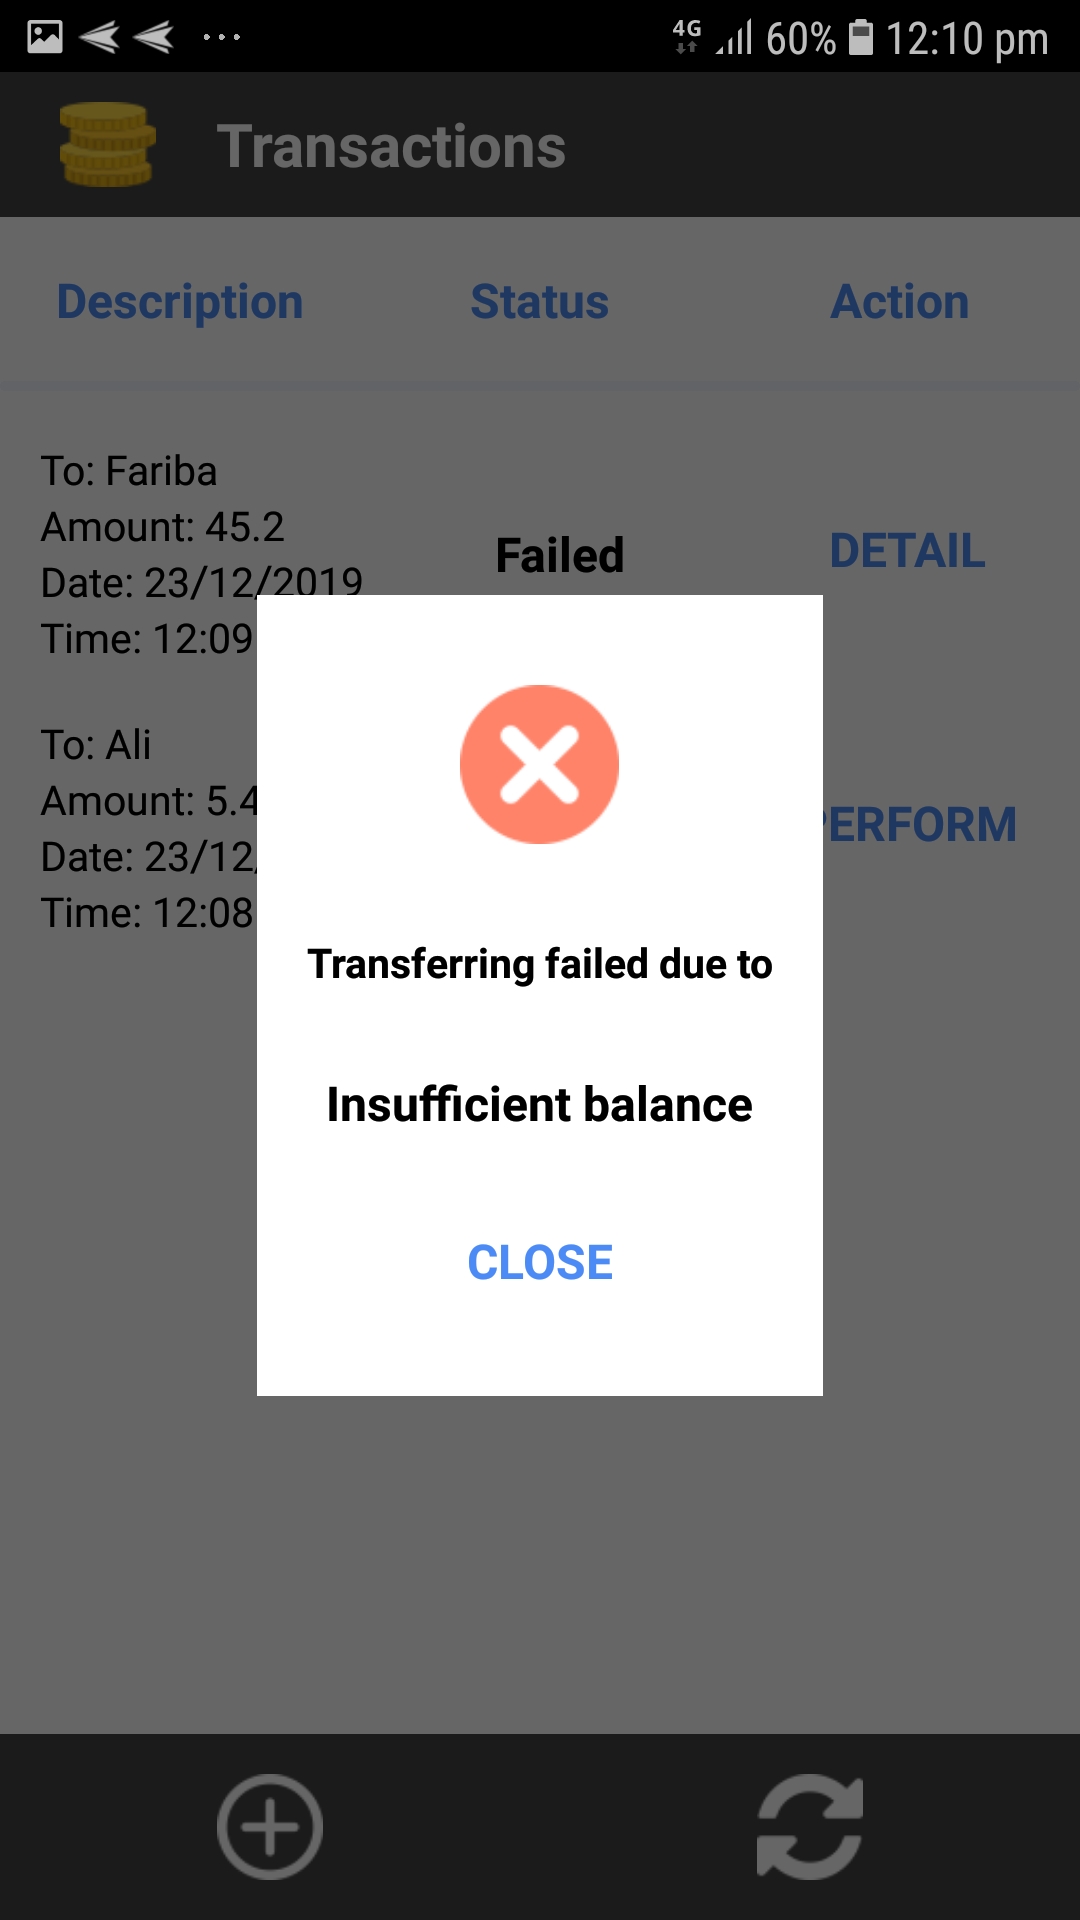 4G 60% 12:10 pm
Transactions
Description Status Action
To: Fariba
Amount: 45.2
Date: 23/12/2019
Time: 12:09
Failed
DETAIL
To: Ali
Amount: 5.4
Date: 23/12/
Time: 12:08
PERFORM
Transferring failed due to
Insufficient balance
CLOSE